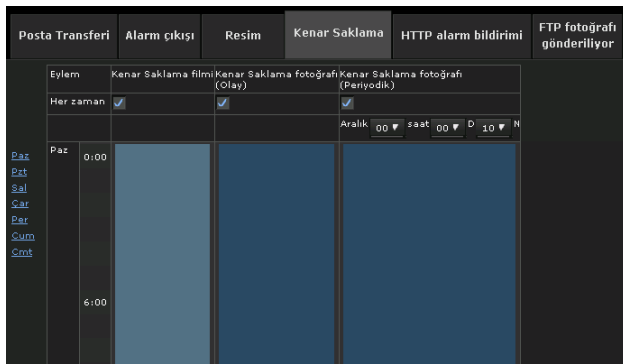 Posta Transferi Alarm çıkışı Resim Kenar Saklama HTTP alarm bildirimi FTP fotoğrafı gönderiliyor
Eylem Kenar Saklama filmi Kenar Saklama fotoğrafı (Olay) Kenar Saklama fotoğrafı (Periyodik)
Her zaman
Aralık 00 saat 00 D 10 N
Paz 0:00
Paz
Pzt
Sal
Çar
Per
Cum
Cmt
6:00